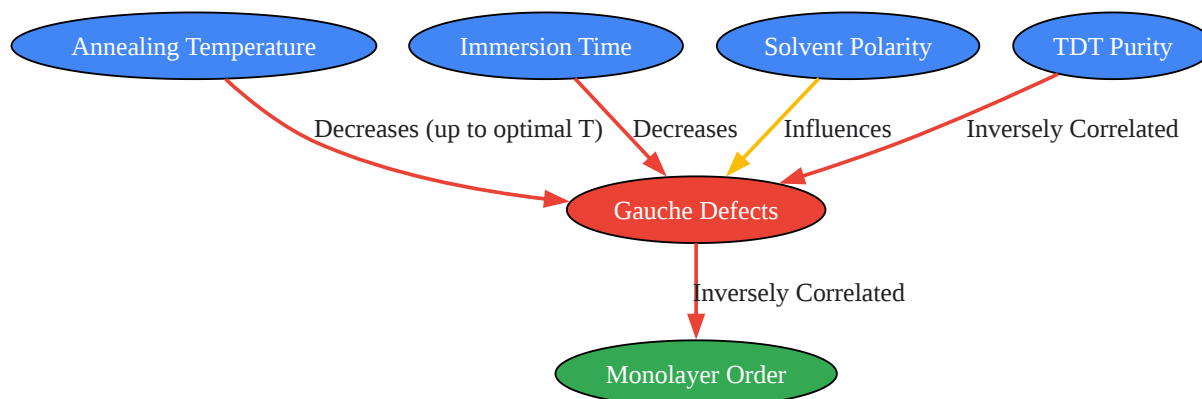 Annealing Temperature
Immersion Time
Solvent Polarity
TDT Purity
Decreases (up to optimal T)
Decreases
Influences
Inversely Correlated
Gauche Defects
Inversely Correlated
Monolayer Order